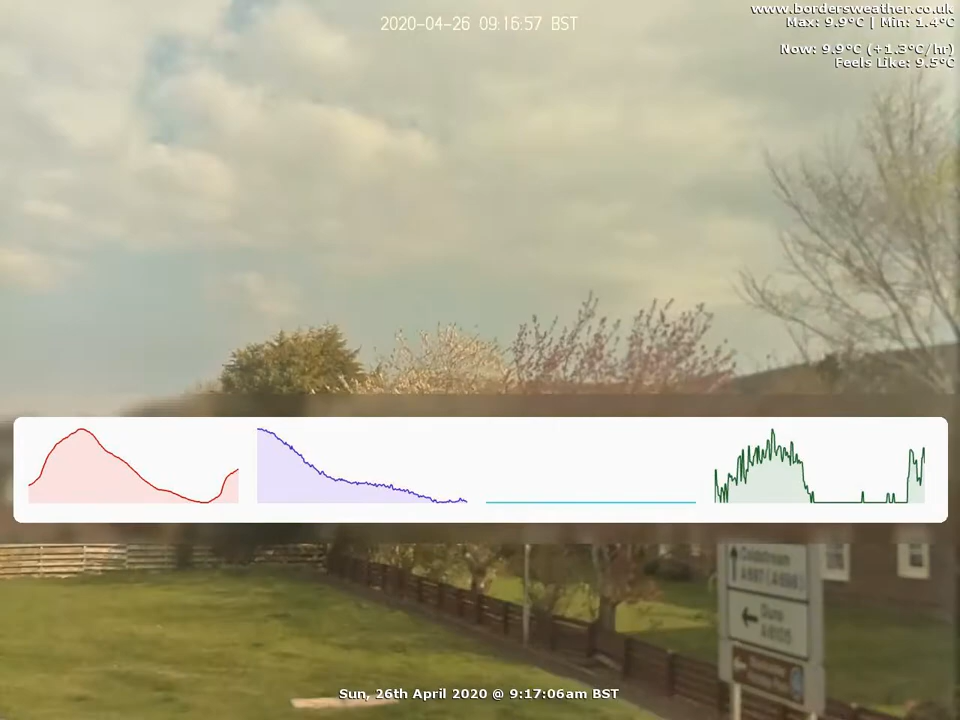 www.bordersweather.co.uk
Max: 9.9°C | Min: 1.4°C
2020-04-26 09:16:57 BST
Now: 9.9°C (+1.3°C/hr)
Feels Like: 9.5°C
Coldstream
A697 (A698)
Duns
A6105
Sun, 26th April 2020 @ 9:17:06am BST